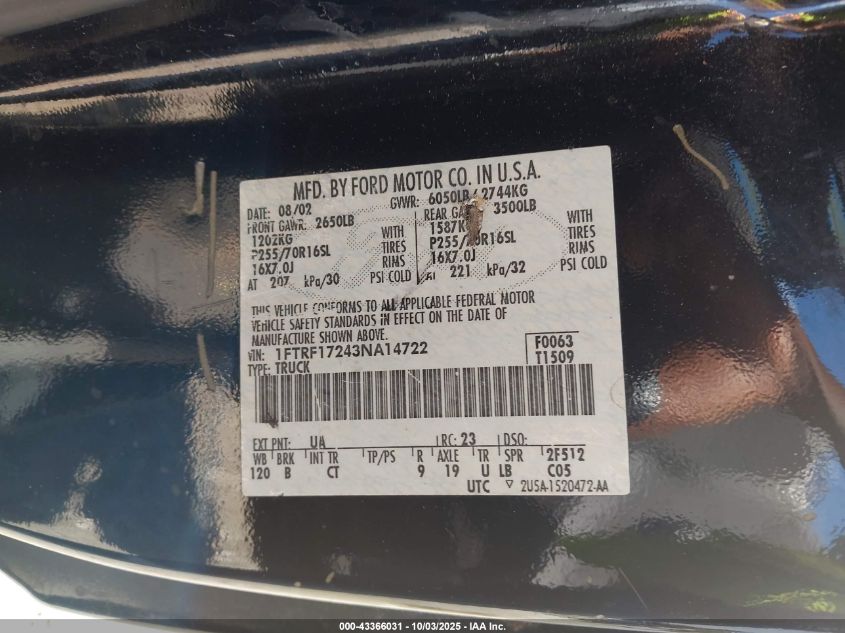 MFD. BY FORD MOTOR CO. IN U.S.A.
DATE 08/02 GVWR: 6050LB/ 2744KG
FRONT GAWR: 2650LB REAR 3500LB
1202KG WITH 1587KG WITH
P255/70R16SL TIRES P255/70R16SL TIRES
16X7.0J RIMS 16X7.0J RIMS
AT 207 kPa/30 PSI COLD AT 221 kPa/32 PSI COLD
THIS VEHICLE CONFORMS TO ALL APPLICABLE FEDERAL MOTOR
VEHICLE SAFETY STANDARDS IN EFFECT ON THE DATE OF
MANUFACTURE SHOWN ABOVE.
VIN: 1FTRF17243NA14722 F0063
TYPE: TRUCK T1509
EXT PNT: UA RC: 23 DSO:
WB BRK INT TR TP/PS R AXLE TR SPR 2F512
120 B CT 9 19 U LB C05
UTC ▽ 2U5A-1520472-AA
000-43366031 - 10/03/2025 - IAA Inc.